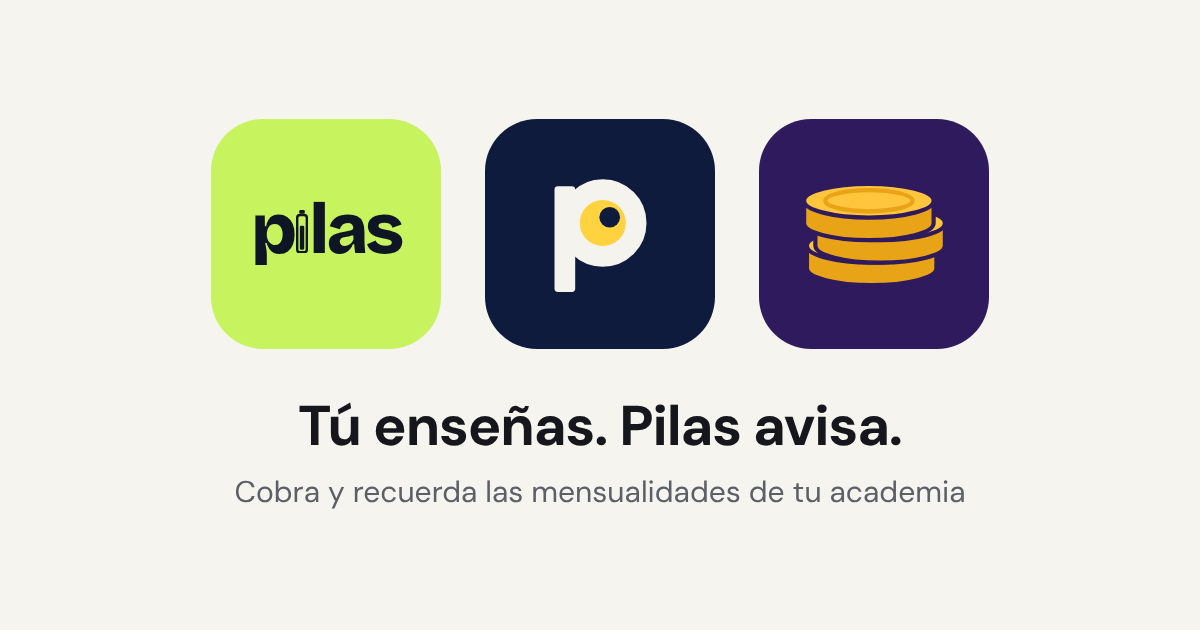 pilas
p
Tú enseñas. Pilas avisa.
Cobra y recuerda las mensualidades de tu academia